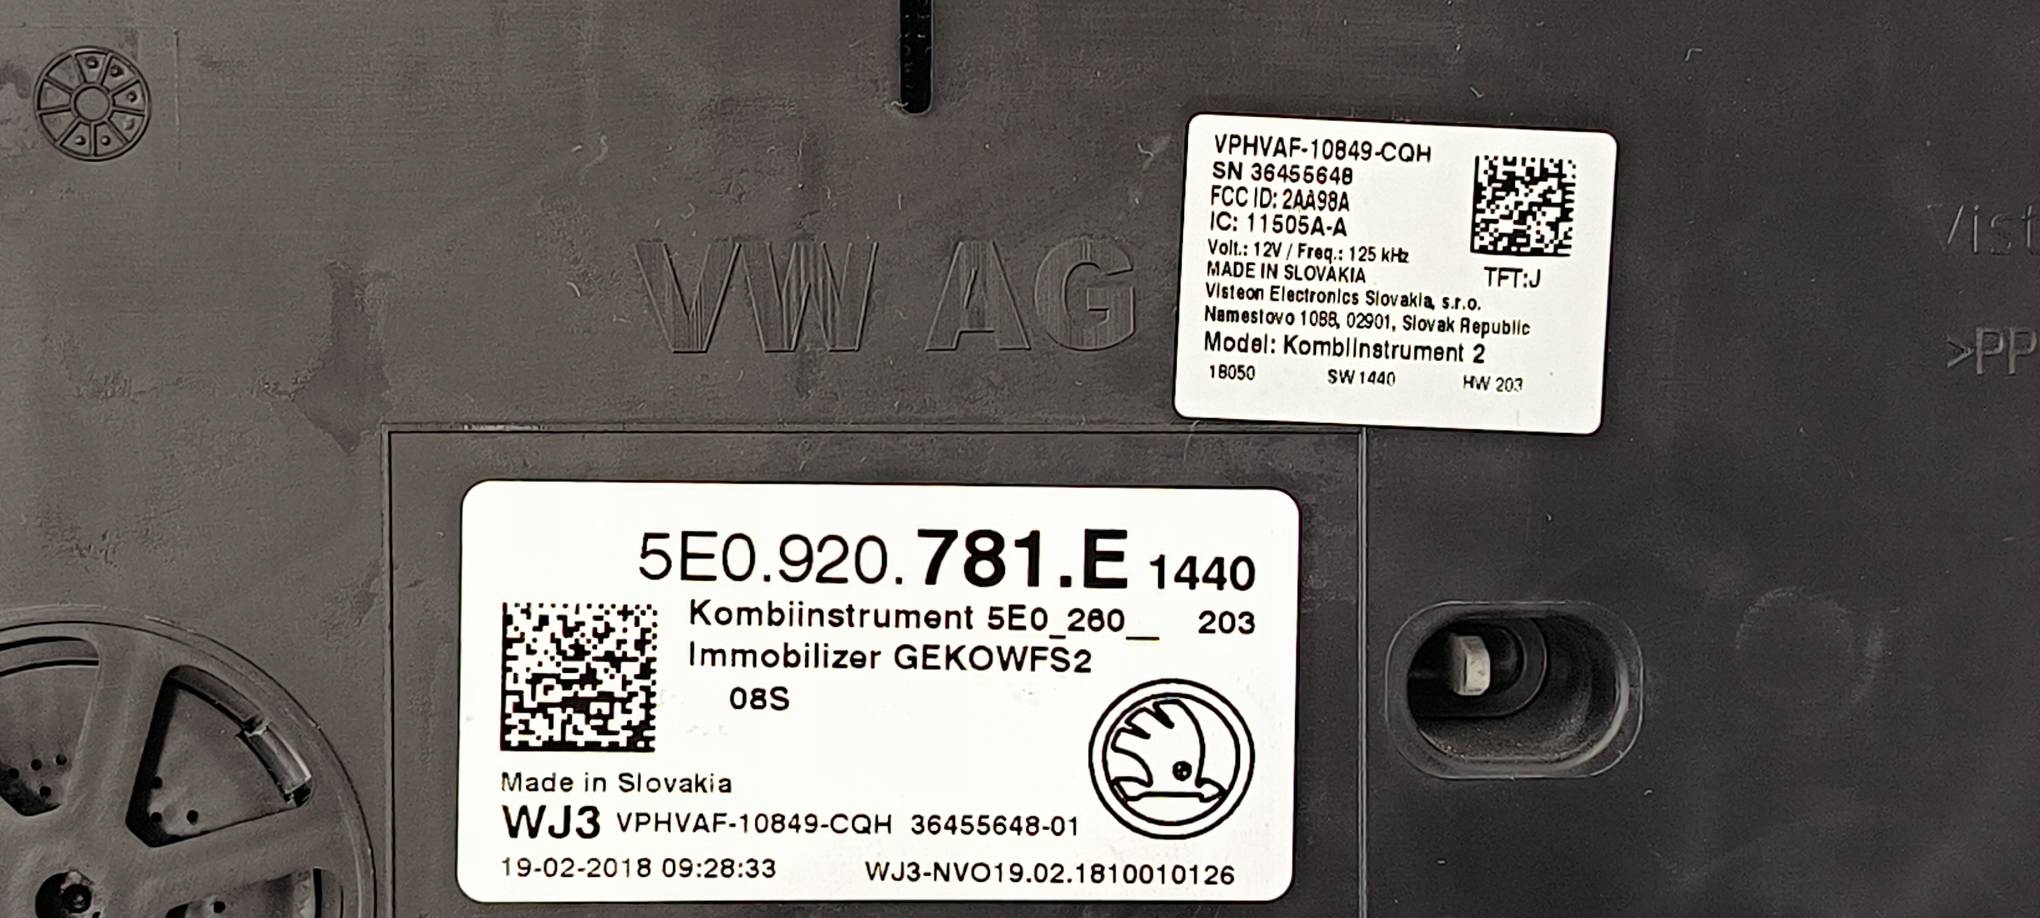 VW AG
VPHVAF-10849-CQH
SN 36455648
FCC ID: 2AA98A
IC: 11505A-A
Volt.: 12V / Freq.: 125 kHz
MADE IN SLOVAKIA
TFT:J
Visteon Electronics Slovakia, s.r.o.
Namestovo 1088, 02901, Slovak Republic
Model: Kombiinstrument 2
18050 SW 1440 HW 203
>PP
5E0.920.781.E 1440
Kombiinstrument 5E0_260__ 203
Immobilizer GEKOWFS2
08S
Made in Slovakia
WJ3 VPHVAF-10849-CQH 36455648-01
19-02-2018 09:28:33 WJ3-NVO19.02.1810010126